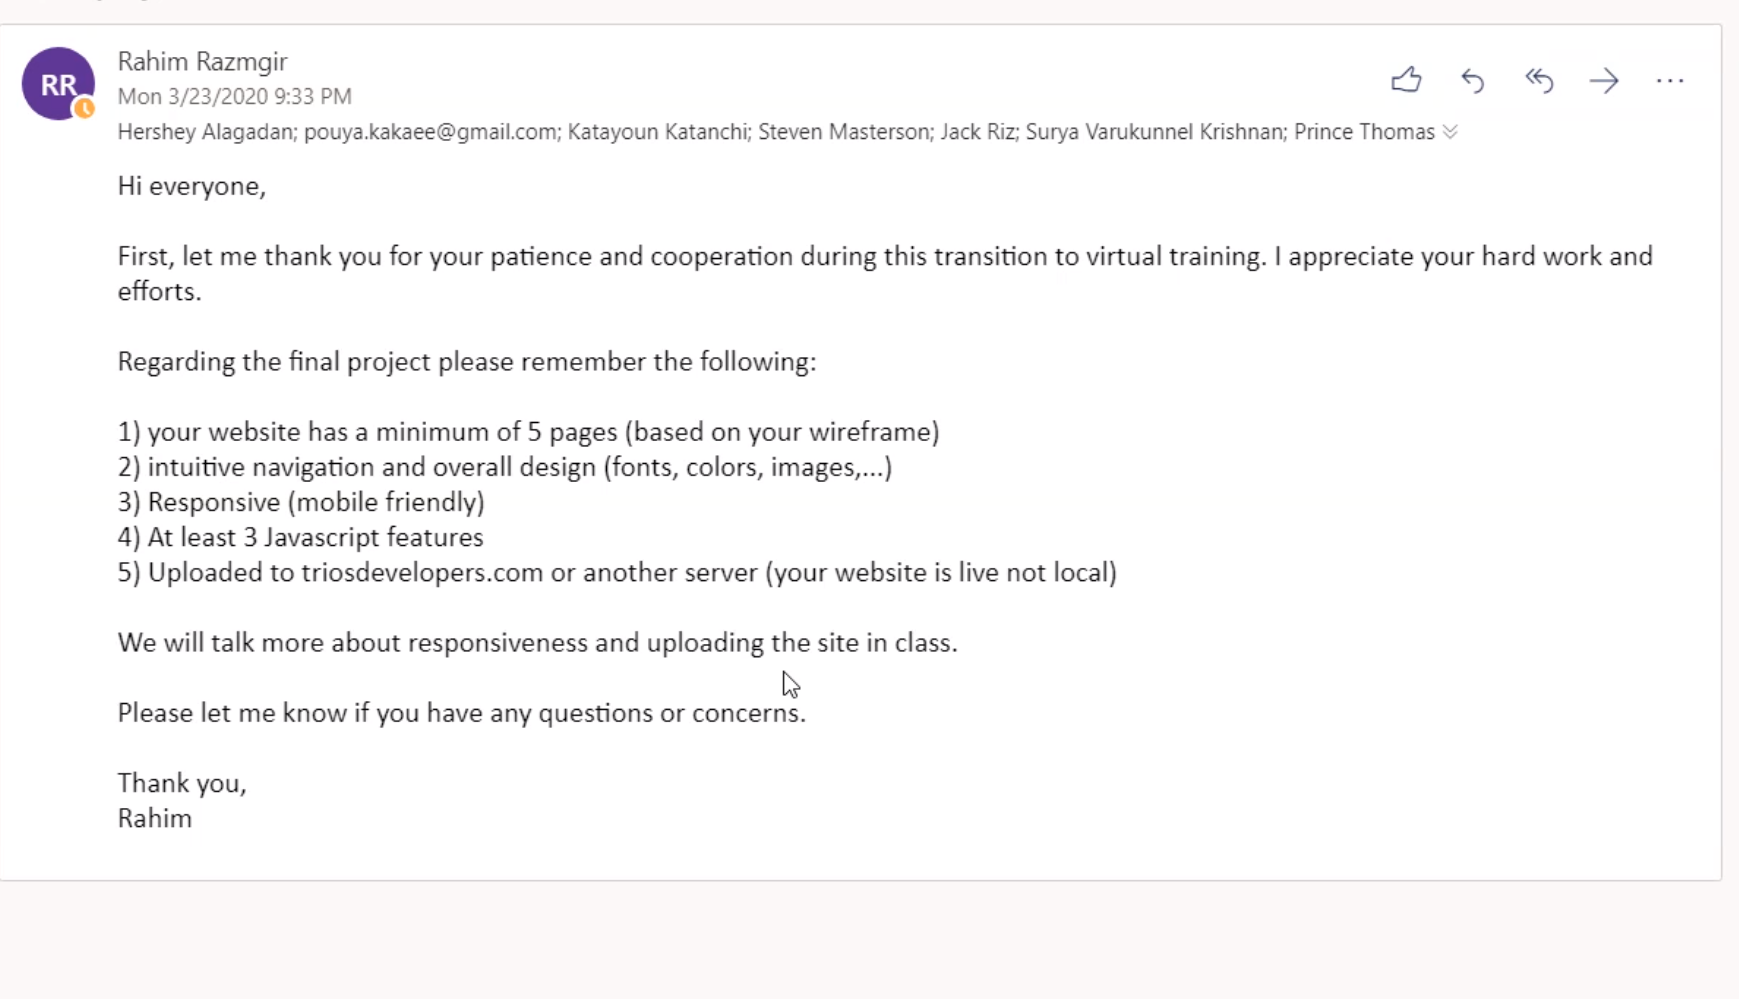 RR
Rahim Razmgir
Mon 3/23/2020 9:33 PM
Hershey Alagadan; pouya.kakaee@gmail.com; Katayoun Katanchi; Steven Masterson; Jack Riz; Surya Varukunnel Krishnan; Prince Thomas
Hi everyone,
First, let me thank you for your patience and cooperation during this transition to virtual training. I appreciate your hard work and
efforts.
Regarding the final project please remember the following:
1) your website has a minimum of 5 pages (based on your wireframe)
2) intuitive navigation and overall design (fonts, colors, images,...)
3) Responsive (mobile friendly)
4) At least 3 Javascript features
5) Uploaded to triosdevelopers.com or another server (your website is live not local)
We will talk more about responsiveness and uploading the site in class.
Please let me know if you have any questions or concerns.
Thank you,
Rahim